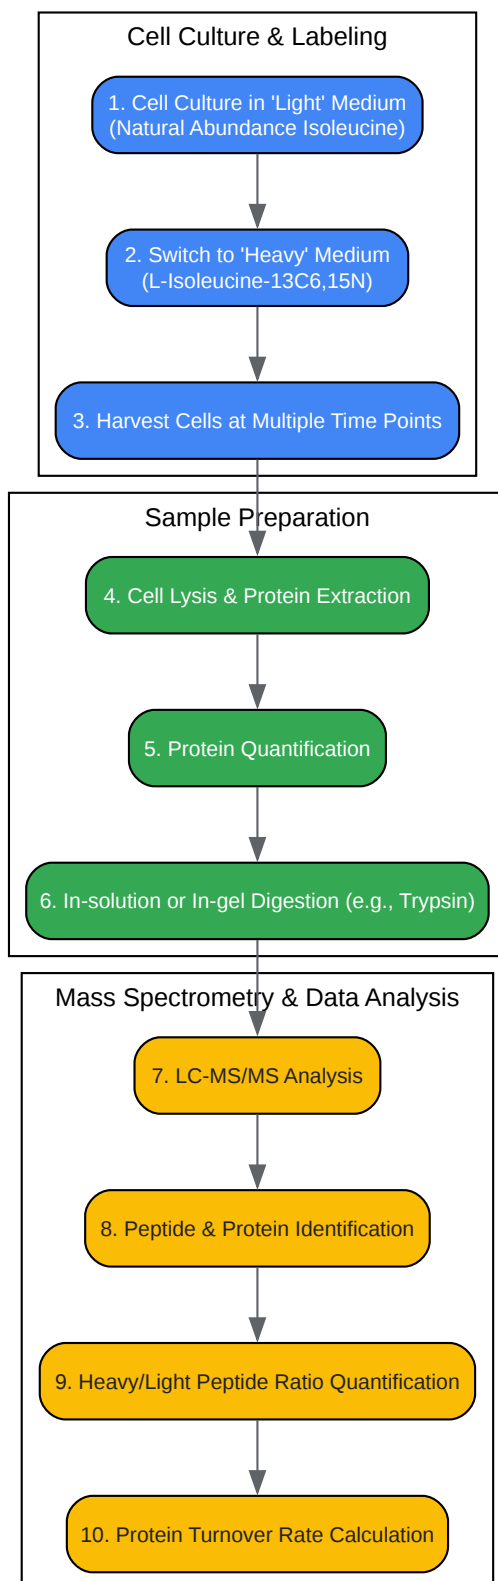 Cell Culture & Labeling
1. Cell Culture in 'Light' Medium
(Natural Abundance Isoleucine)
2. Switch to 'Heavy' Medium
(L-Isoleucine-13C6,15N)
3. Harvest Cells at Multiple Time Points
Sample Preparation
4. Cell Lysis & Protein Extraction
5. Protein Quantification
6. In-solution or In-gel Digestion (e.g., Trypsin)
Mass Spectrometry & Data Analysis
7. LC-MS/MS Analysis
8. Peptide & Protein Identification
9. Heavy/Light Peptide Ratio Quantification
10. Protein Turnover Rate Calculation